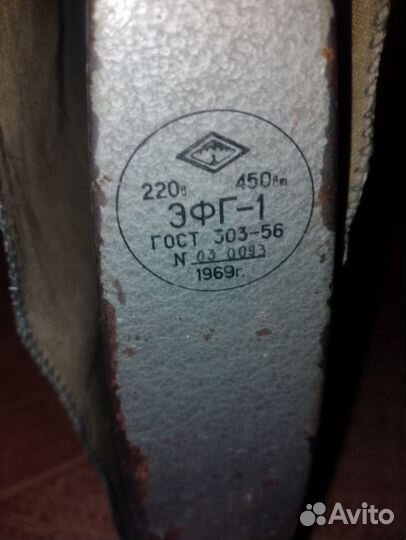 220в 450вт
ЭФГ-1
ГОСТ 303-56
N 03 0093
1969г.
Avito